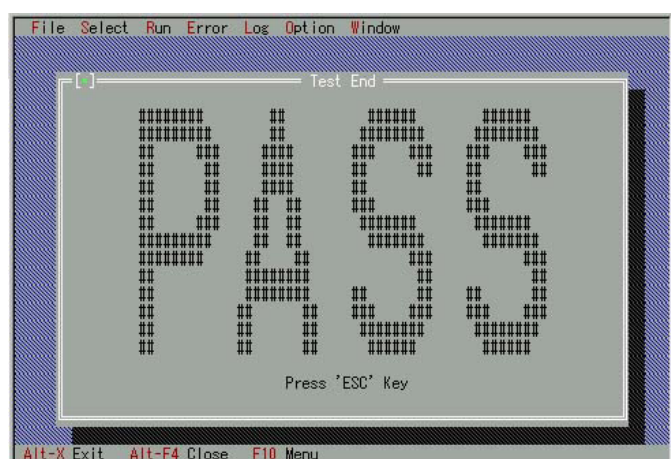 File Select Run Error Log Option Window
Test End
PASS
Press 'ESC' Key
Alt-X Exit Alt-F4 Close F10 Menu